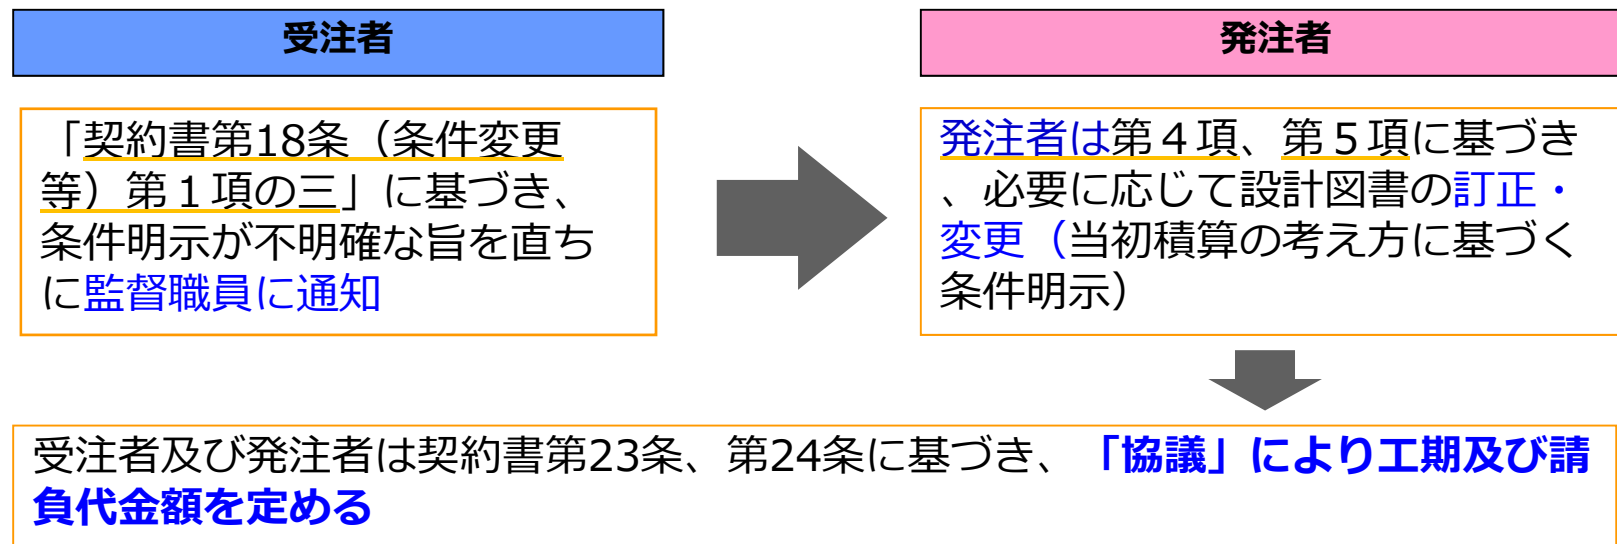 受注者
発注者
「契約書第18条（条件変更
等）第１項の三」に基づき、
条件明示が不明確な旨を直ち
に監督職員に通知
発注者は第４項、第５項に基づき
、必要に応じて設計図書の訂正・
変更（当初積算の考え方に基づく
条件明示）
受注者及び発注者は契約書第23条、第24条に基づき、「協議」により工期及び請
負代金額を定める